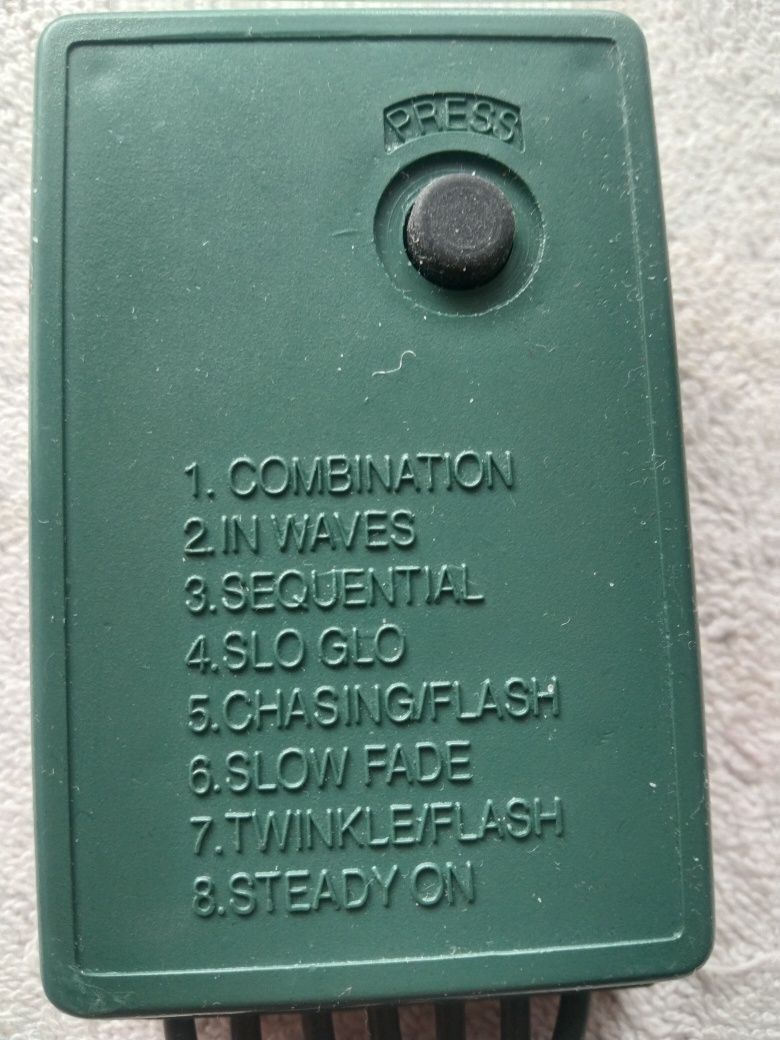 PRESS
1. COMBINATION
2.IN WAVES
3.SEQUENTIAL
4.SLO GLO
5.CHASING/FLASH
6.SLOW FADE
7.TWINKLE/FLASH
8.STEADY ON